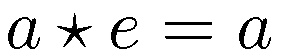 a ⋆ e = a